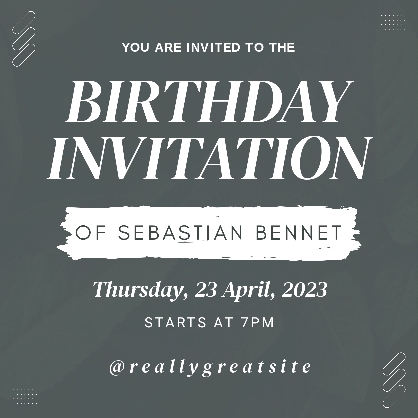 YOU ARE INVITED TO THE
BIRTHDAY
INVITATION
OF SEBASTIAN BENNET
Thursday, 23 April, 2023
STARTS AT 7PM
@reallygreatsite